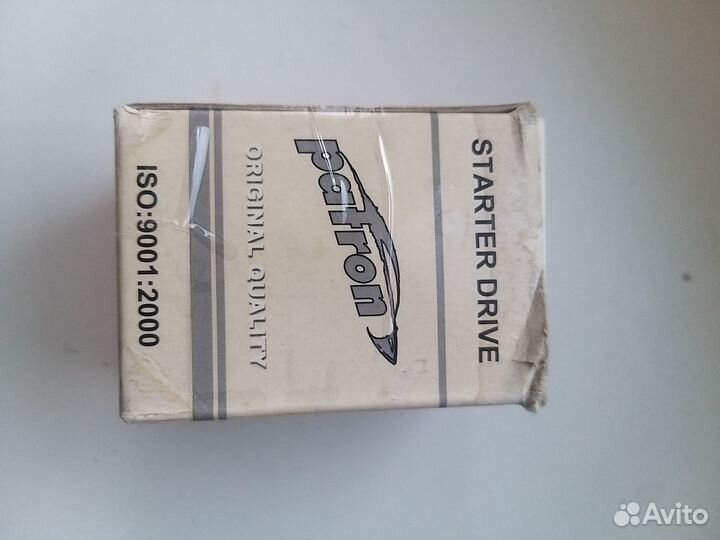 STARTER DRIVE
patron
ORIGINAL QUALITY
ISO:9001:2000
Avito